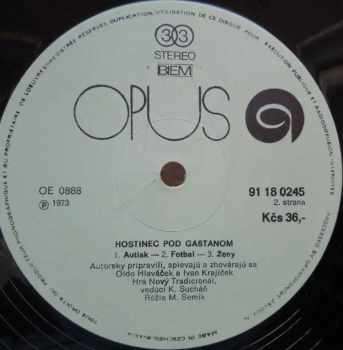 33
STEREO
BIEM
OPUS
OE 0888
℗ 1973
91 18 0245
2. strana
Kčs 36,-
HOSTINEC POD GAŠTANOM
1. Autiak — 2. Fotbal — 3. Ženy
Autorsky pripravili, spievajú a zhovárajú sa
Oldo Hlaváček a Ivan Krajíček
Hrá Nový Tradicionál,
vedúci K. Sucháň
Réžia M. Semík